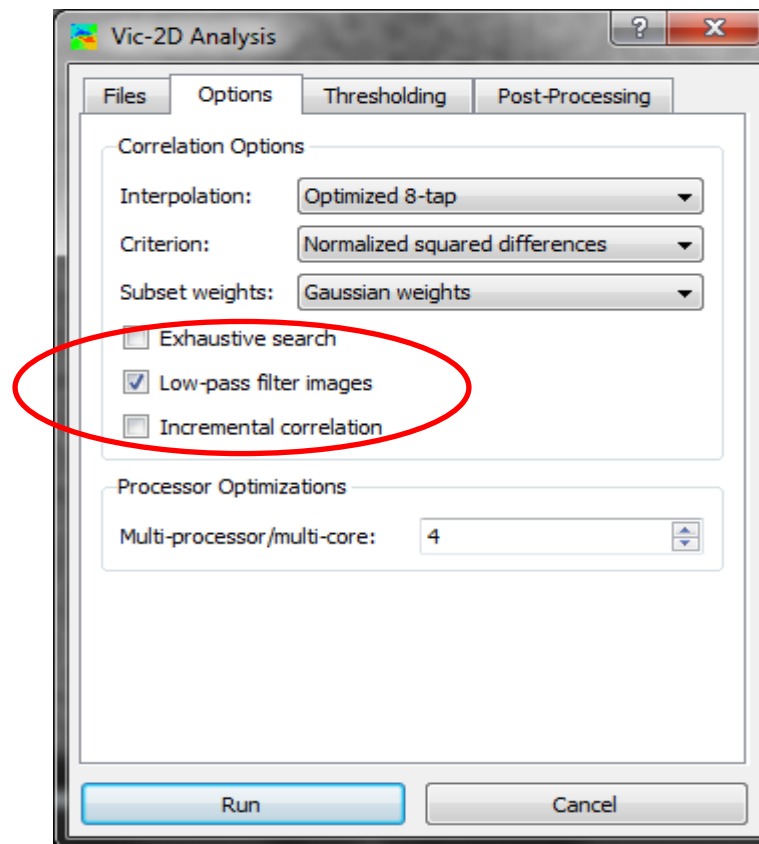 Vic-2D Analysis
Files Options Thresholding Post-Processing
Correlation Options
Interpolation: Optimized 8-tap
Criterion: Normalized squared differences
Subset weights: Gaussian weights
Exhaustive search
Low-pass filter images
Incremental correlation
Processor Optimizations
Multi-processor/multi-core: 4
Run Cancel